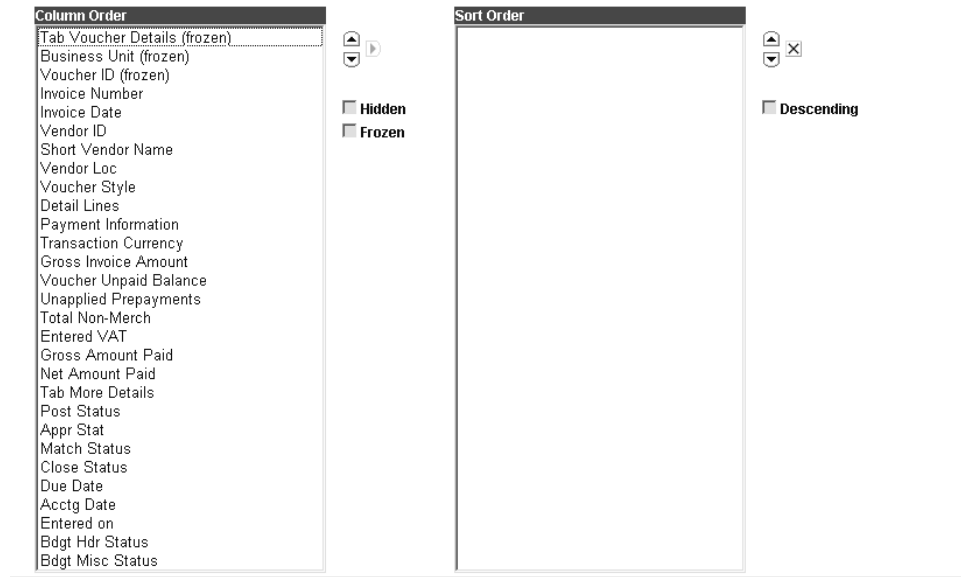 Column Order
Tab Voucher Details (frozen)
Business Unit (frozen)
Voucher ID (frozen)
Invoice Number
Invoice Date
Vendor ID
Short Vendor Name
Vendor Loc
Voucher Style
Detail Lines
Payment Information
Transaction Currency
Gross Invoice Amount
Voucher Unpaid Balance
Unapplied Prepayments
Total Non-Merch
Entered VAT
Gross Amount Paid
Net Amount Paid
Tab More Details
Post Status
Appr Stat
Match Status
Close Status
Due Date
Acctg Date
Entered on
Bdgt Hdr Status
Bdgt Misc Status
Hidden
Frozen
Sort Order
Descending